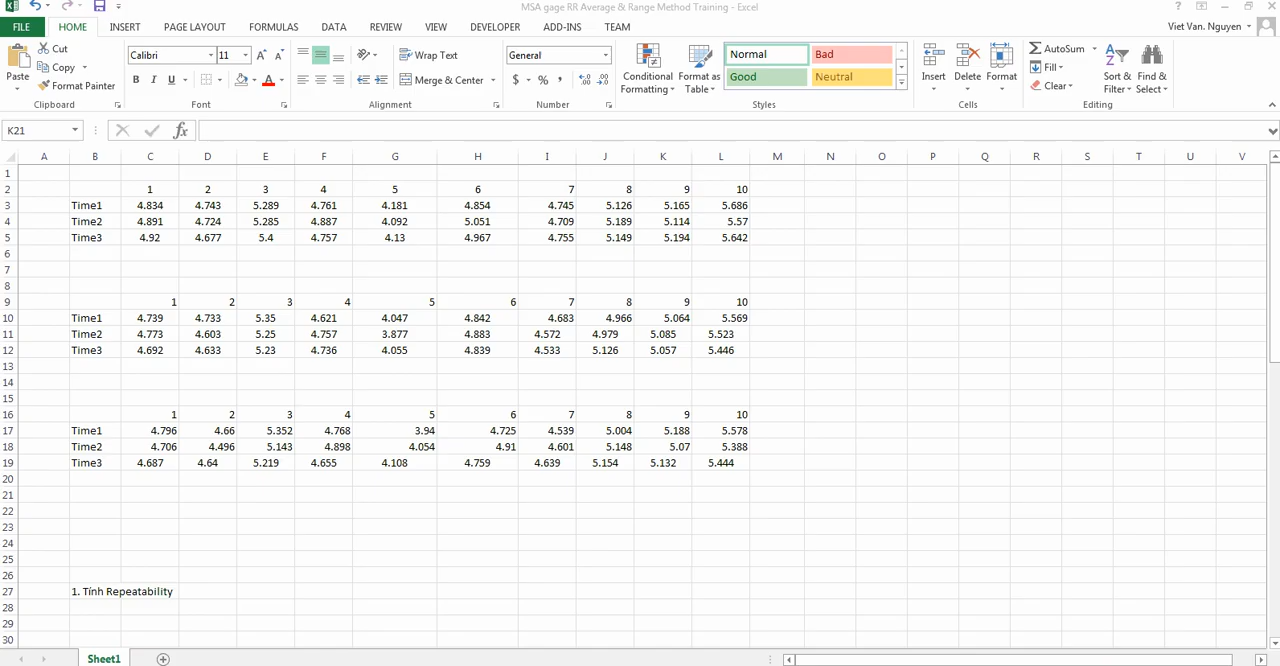 MSA gage RR Average & Range Method Training - Excel
FILE HOME INSERT PAGE LAYOUT FORMULAS DATA REVIEW VIEW DEVELOPER ADD-INS TEAM Viet Van. Nguyen
Paste Cut Calibri 11 Wrap Text General Conditional Formatting Format as Table Normal Bad Insert Delete Format AutoSum Sort & Filter Find & Select
Copy B I U Merge & Center $ % , Good Neutral Fill
Format Painter Clear
Clipboard Font Alignment Number Styles Cells Editing
K21 fx
A B C D E F G H I J K L M N O P Q R S T U V
1
2 1 2 3 4 5 6 7 8 9 10
3 Time1 4.834 4.743 5.289 4.761 4.181 4.854 4.745 5.126 5.165 5.686
4 Time2 4.891 4.724 5.285 4.887 4.092 5.051 4.709 5.189 5.114 5.57
5 Time3 4.92 4.677 5.4 4.757 4.13 4.967 4.755 5.149 5.194 5.642
6
7
8
9 1 2 3 4 5 6 7 8 9 10
10 Time1 4.739 4.733 5.35 4.621 4.047 4.842 4.683 4.966 5.064 5.569
11 Time2 4.773 4.603 5.25 4.757 3.877 4.883 4.572 4.979 5.085 5.523
12 Time3 4.692 4.633 5.23 4.736 4.055 4.839 4.533 5.126 5.057 5.446
13
14
15
16 1 2 3 4 5 6 7 8 9 10
17 Time1 4.796 4.66 5.352 4.768 3.94 4.725 4.539 5.004 5.188 5.578
18 Time2 4.706 4.496 5.143 4.898 4.054 4.91 4.601 5.148 5.07 5.388
19 Time3 4.687 4.64 5.219 4.655 4.108 4.759 4.639 5.154 5.132 5.444
20
21
22
23
24
25
26
27 1. Tính Repeatability
28
29
30
Sheet1